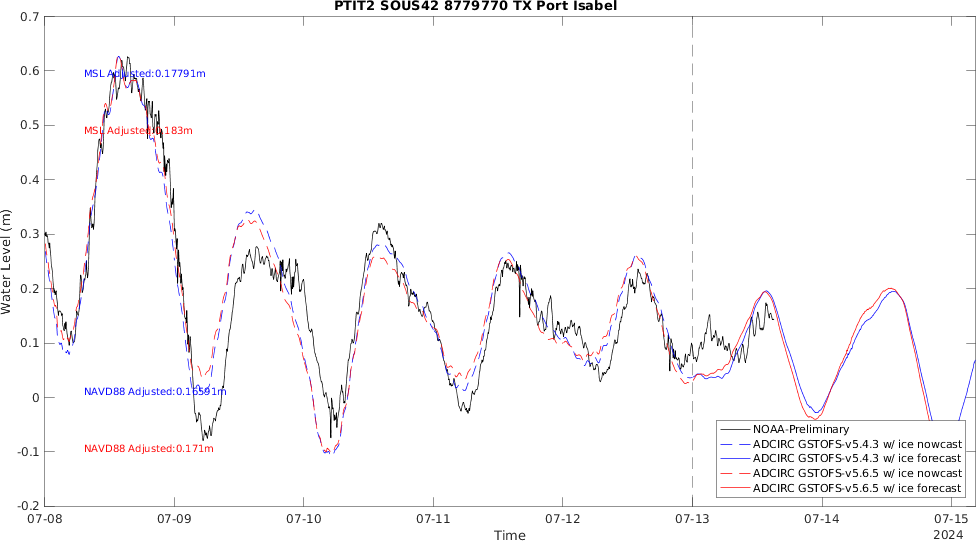 PTIT2 SOUS42 8779770 TX Port Isabel
0.7
0.6
0.5
0.4
0.3
0.2
0.1
0
-0.1
-0.2
Water Level (m)
MSL Adjusted:0.17791m
MSL Adjusted:0.183m
NAVD88 Adjusted:0.16591m
NAVD88 Adjusted:0.171m
NOAA-Preliminary
ADCIRC GSTOFS-v5.4.3 w/ ice nowcast
ADCIRC GSTOFS-v5.4.3 w/ ice forecast
ADCIRC GSTOFS-v5.6.5 w/ ice nowcast
ADCIRC GSTOFS-v5.6.5 w/ ice forecast
07-08 07-09 07-10 07-11 07-12 07-13 07-14 07-15
Time
2024